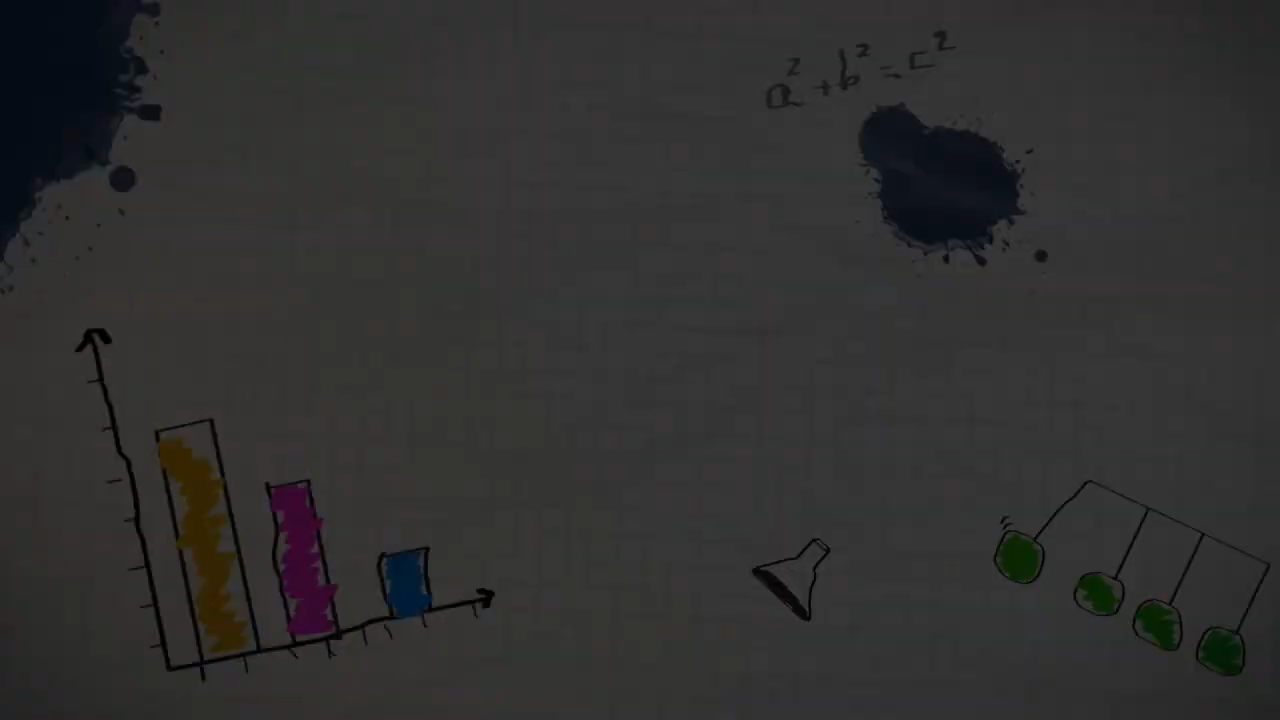 a² + b² = c²